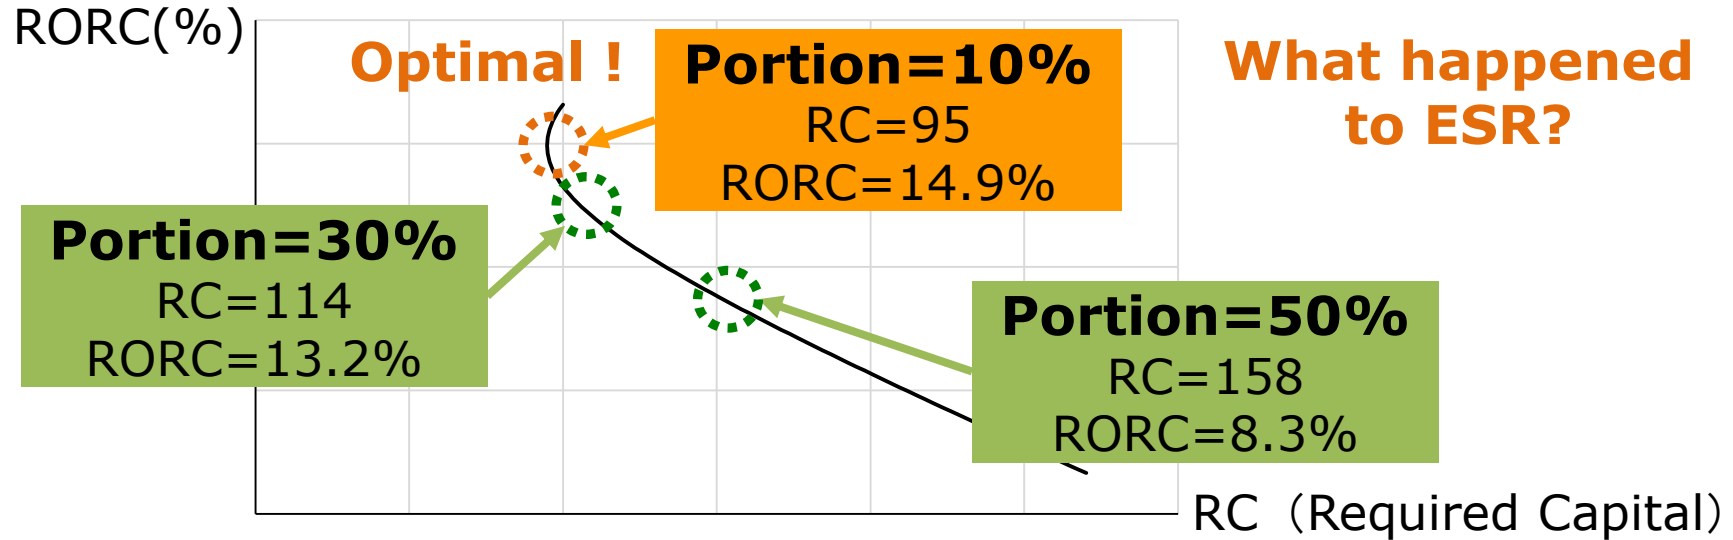 RORC(%)
Optimal !
Portion=10%
RC=95
RORC=14.9%
What happened
to ESR?
Portion=30%
RC=114
RORC=13.2%
Portion=50%
RC=158
RORC=8.3%
RC（Required Capital）